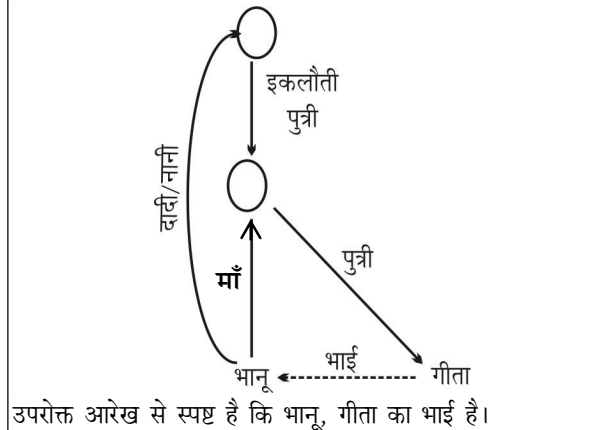 इकलौती
पुत्री
दादी/नानी
पुत्री
माँ
भाई
भानू
गीता
उपरोक्त आरेख से स्पष्ट है कि भानू, गीता का भाई है।